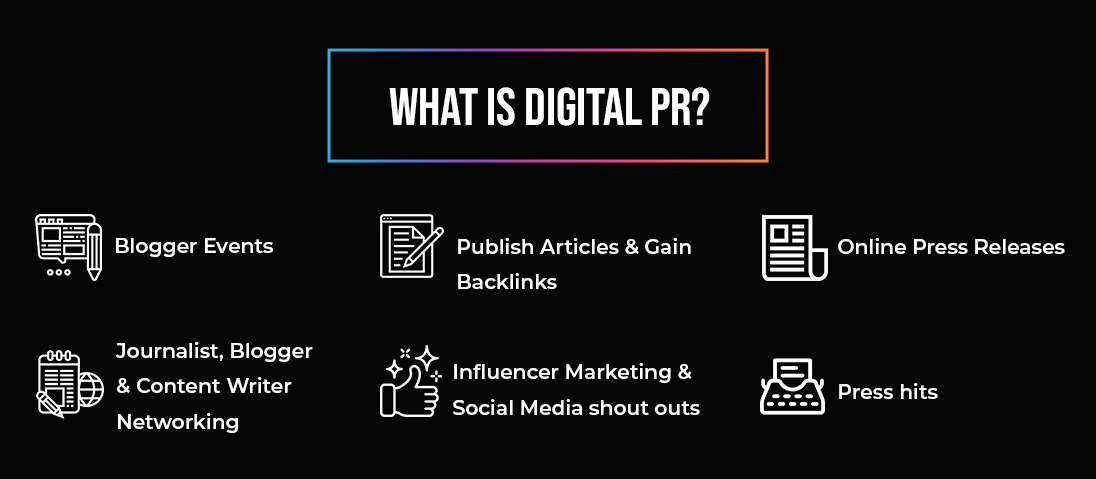 WHAT IS DIGITAL PR?
Blogger Events
Publish Articles & Gain
Backlinks
Online Press Releases
Journalist, Blogger
& Content Writer
Networking
Influencer Marketing &
Social Media shout outs
Press hits